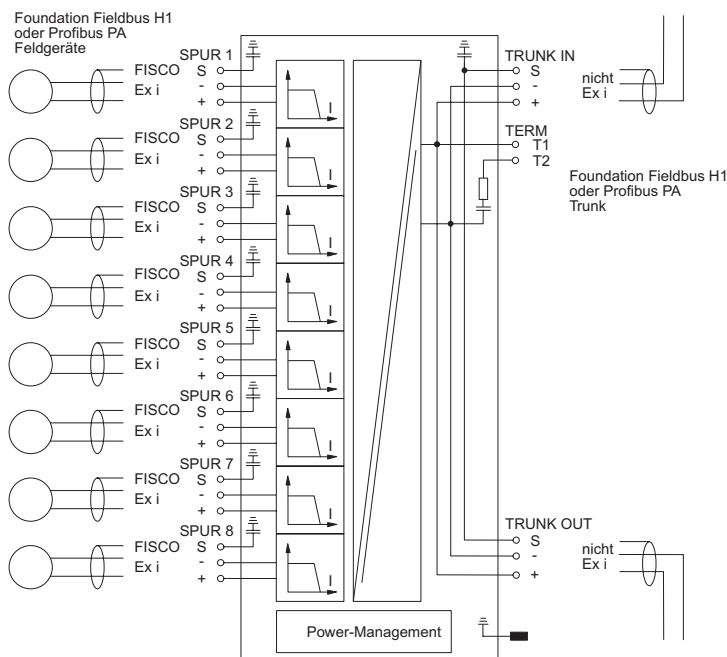 Foundation Fieldbus H1
oder Profibus PA
Feldgeräte
SPUR 1
FISCO S
Ex i -
+
I
SPUR 2
FISCO S
Ex i -
+
I
SPUR 3
FISCO S
Ex i -
+
I
SPUR 4
FISCO S
Ex i -
+
I
SPUR 5
FISCO S
Ex i -
+
I
SPUR 6
FISCO S
Ex i -
+
I
SPUR 7
FISCO S
Ex i -
+
I
SPUR 8
FISCO S
Ex i -
+
I
Power-Management
TRUNK IN
S
-
+
nicht
Ex i
TERM
T1
T2
Foundation Fieldbus H1
oder Profibus PA
Trunk
TRUNK OUT
S
-
+
nicht
Ex i